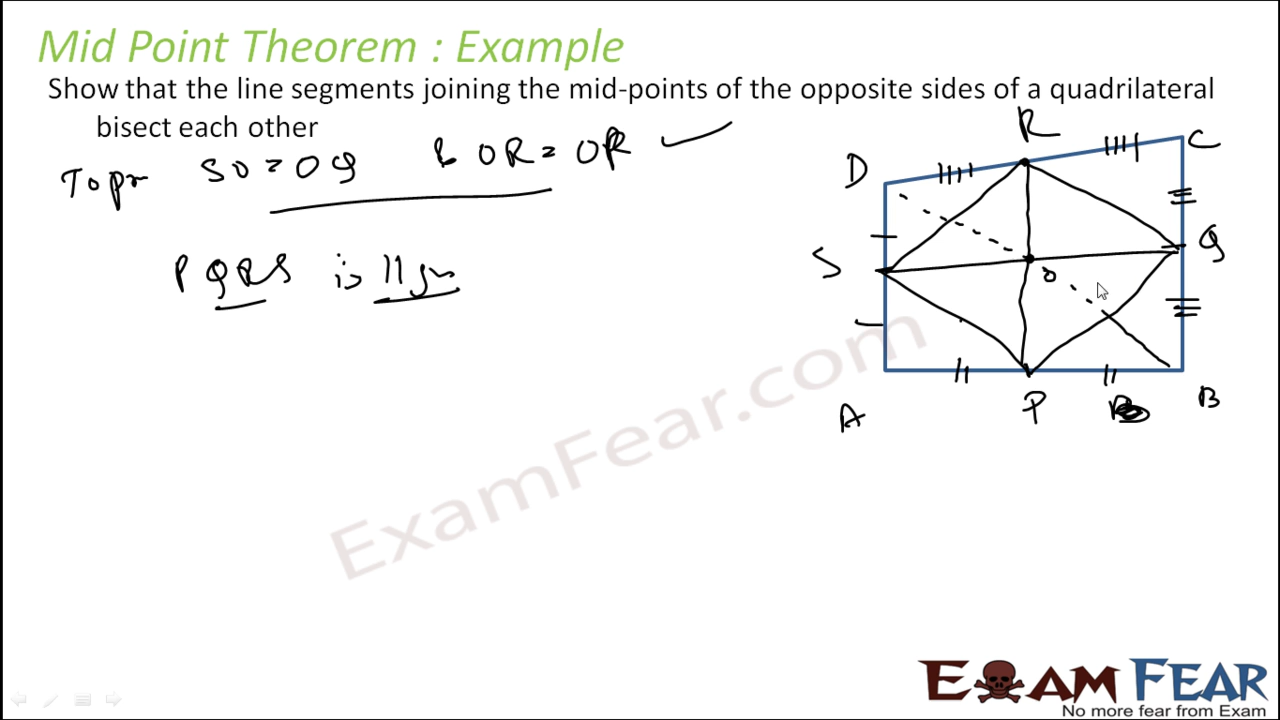 Mid Point Theorem : Example
Show that the line segments joining the mid-points of the opposite sides of a quadrilateral
bisect each other
To pr SO = OQ & OR = OP
PQRS is ||gm
R
C
D
S
Q
O
A
P
B
ExamFear.com
EXAM FEAR
No more fear from Exam